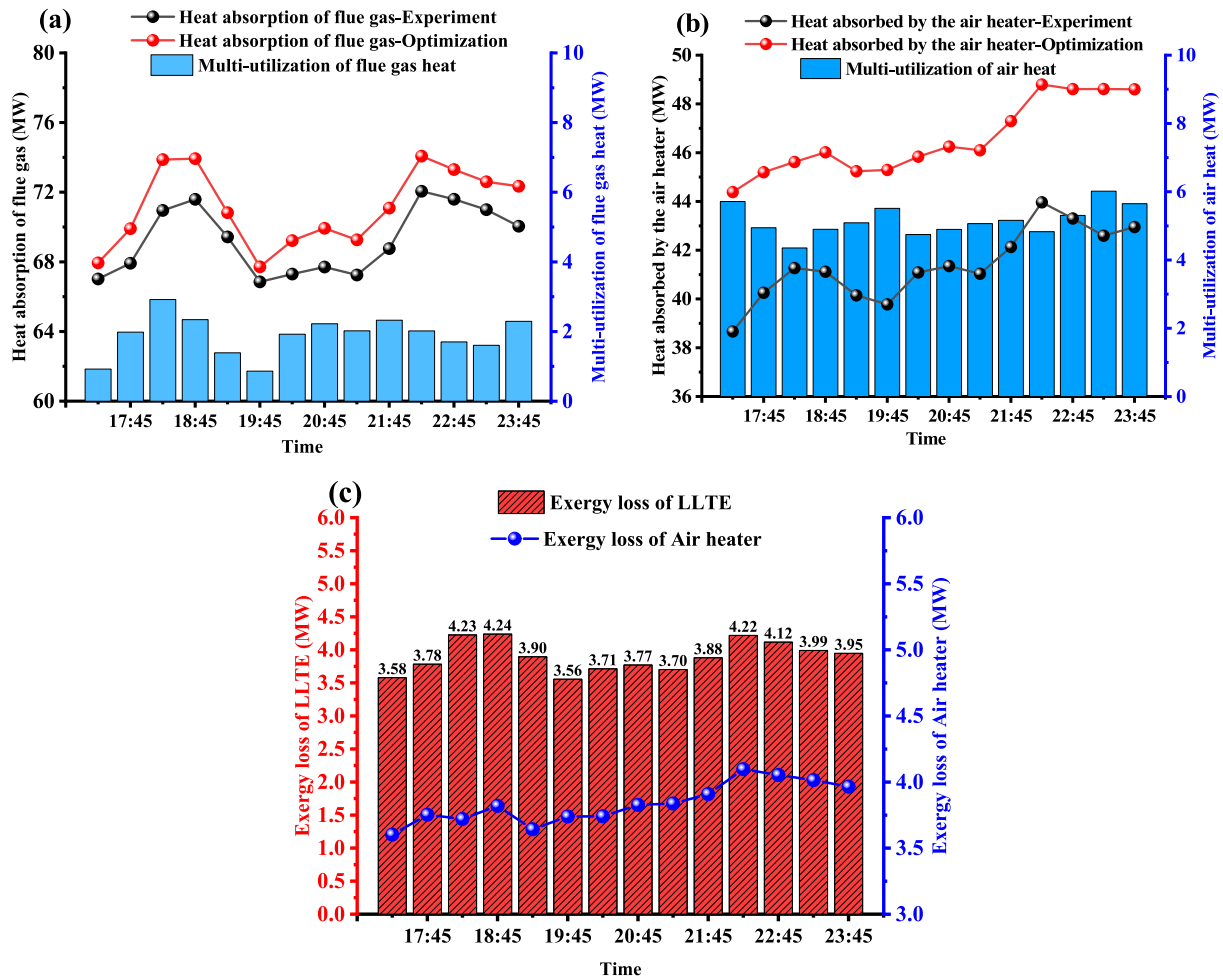 (a)
Heat absorption of flue gas-Experiment
Heat absorption of flue gas-Optimization
Multi-utilization of flue gas heat
Heat absorption of flue gas (MW)
80
76
72
68
64
60
Multi-utilization of flue gas heat (MW)
10
8
6
4
2
0
17:45 18:45 19:45 20:45 21:45 22:45 23:45
Time
(b)
Heat absorbed by the air heater-Experiment
Heat absorbed by the air heater-Optimization
Multi-utilization of air heat
Heat absorbed by the air heater (MW)
50
48
46
44
42
40
38
36
Multi-utilization of air heat (MW)
10
8
6
4
2
0
17:45 18:45 19:45 20:45 21:45 22:45 23:45
Time
(c)
Exergy loss of LLTE
Exergy loss of Air heater
Exergy loss of LLTE (MW)
6.0
5.5
5.0
4.5
4.0
3.5
3.0
2.5
2.0
1.5
1.0
0.5
0.0
3.58 3.78 4.23 4.24 3.90 3.56 3.71 3.77 3.70 3.88 4.22 4.12 3.99 3.95
Exergy loss of Air heater (MW)
6.0
5.5
5.0
4.5
4.0
3.5
3.0
17:45 18:45 19:45 20:45 21:45 22:45 23:45
Time